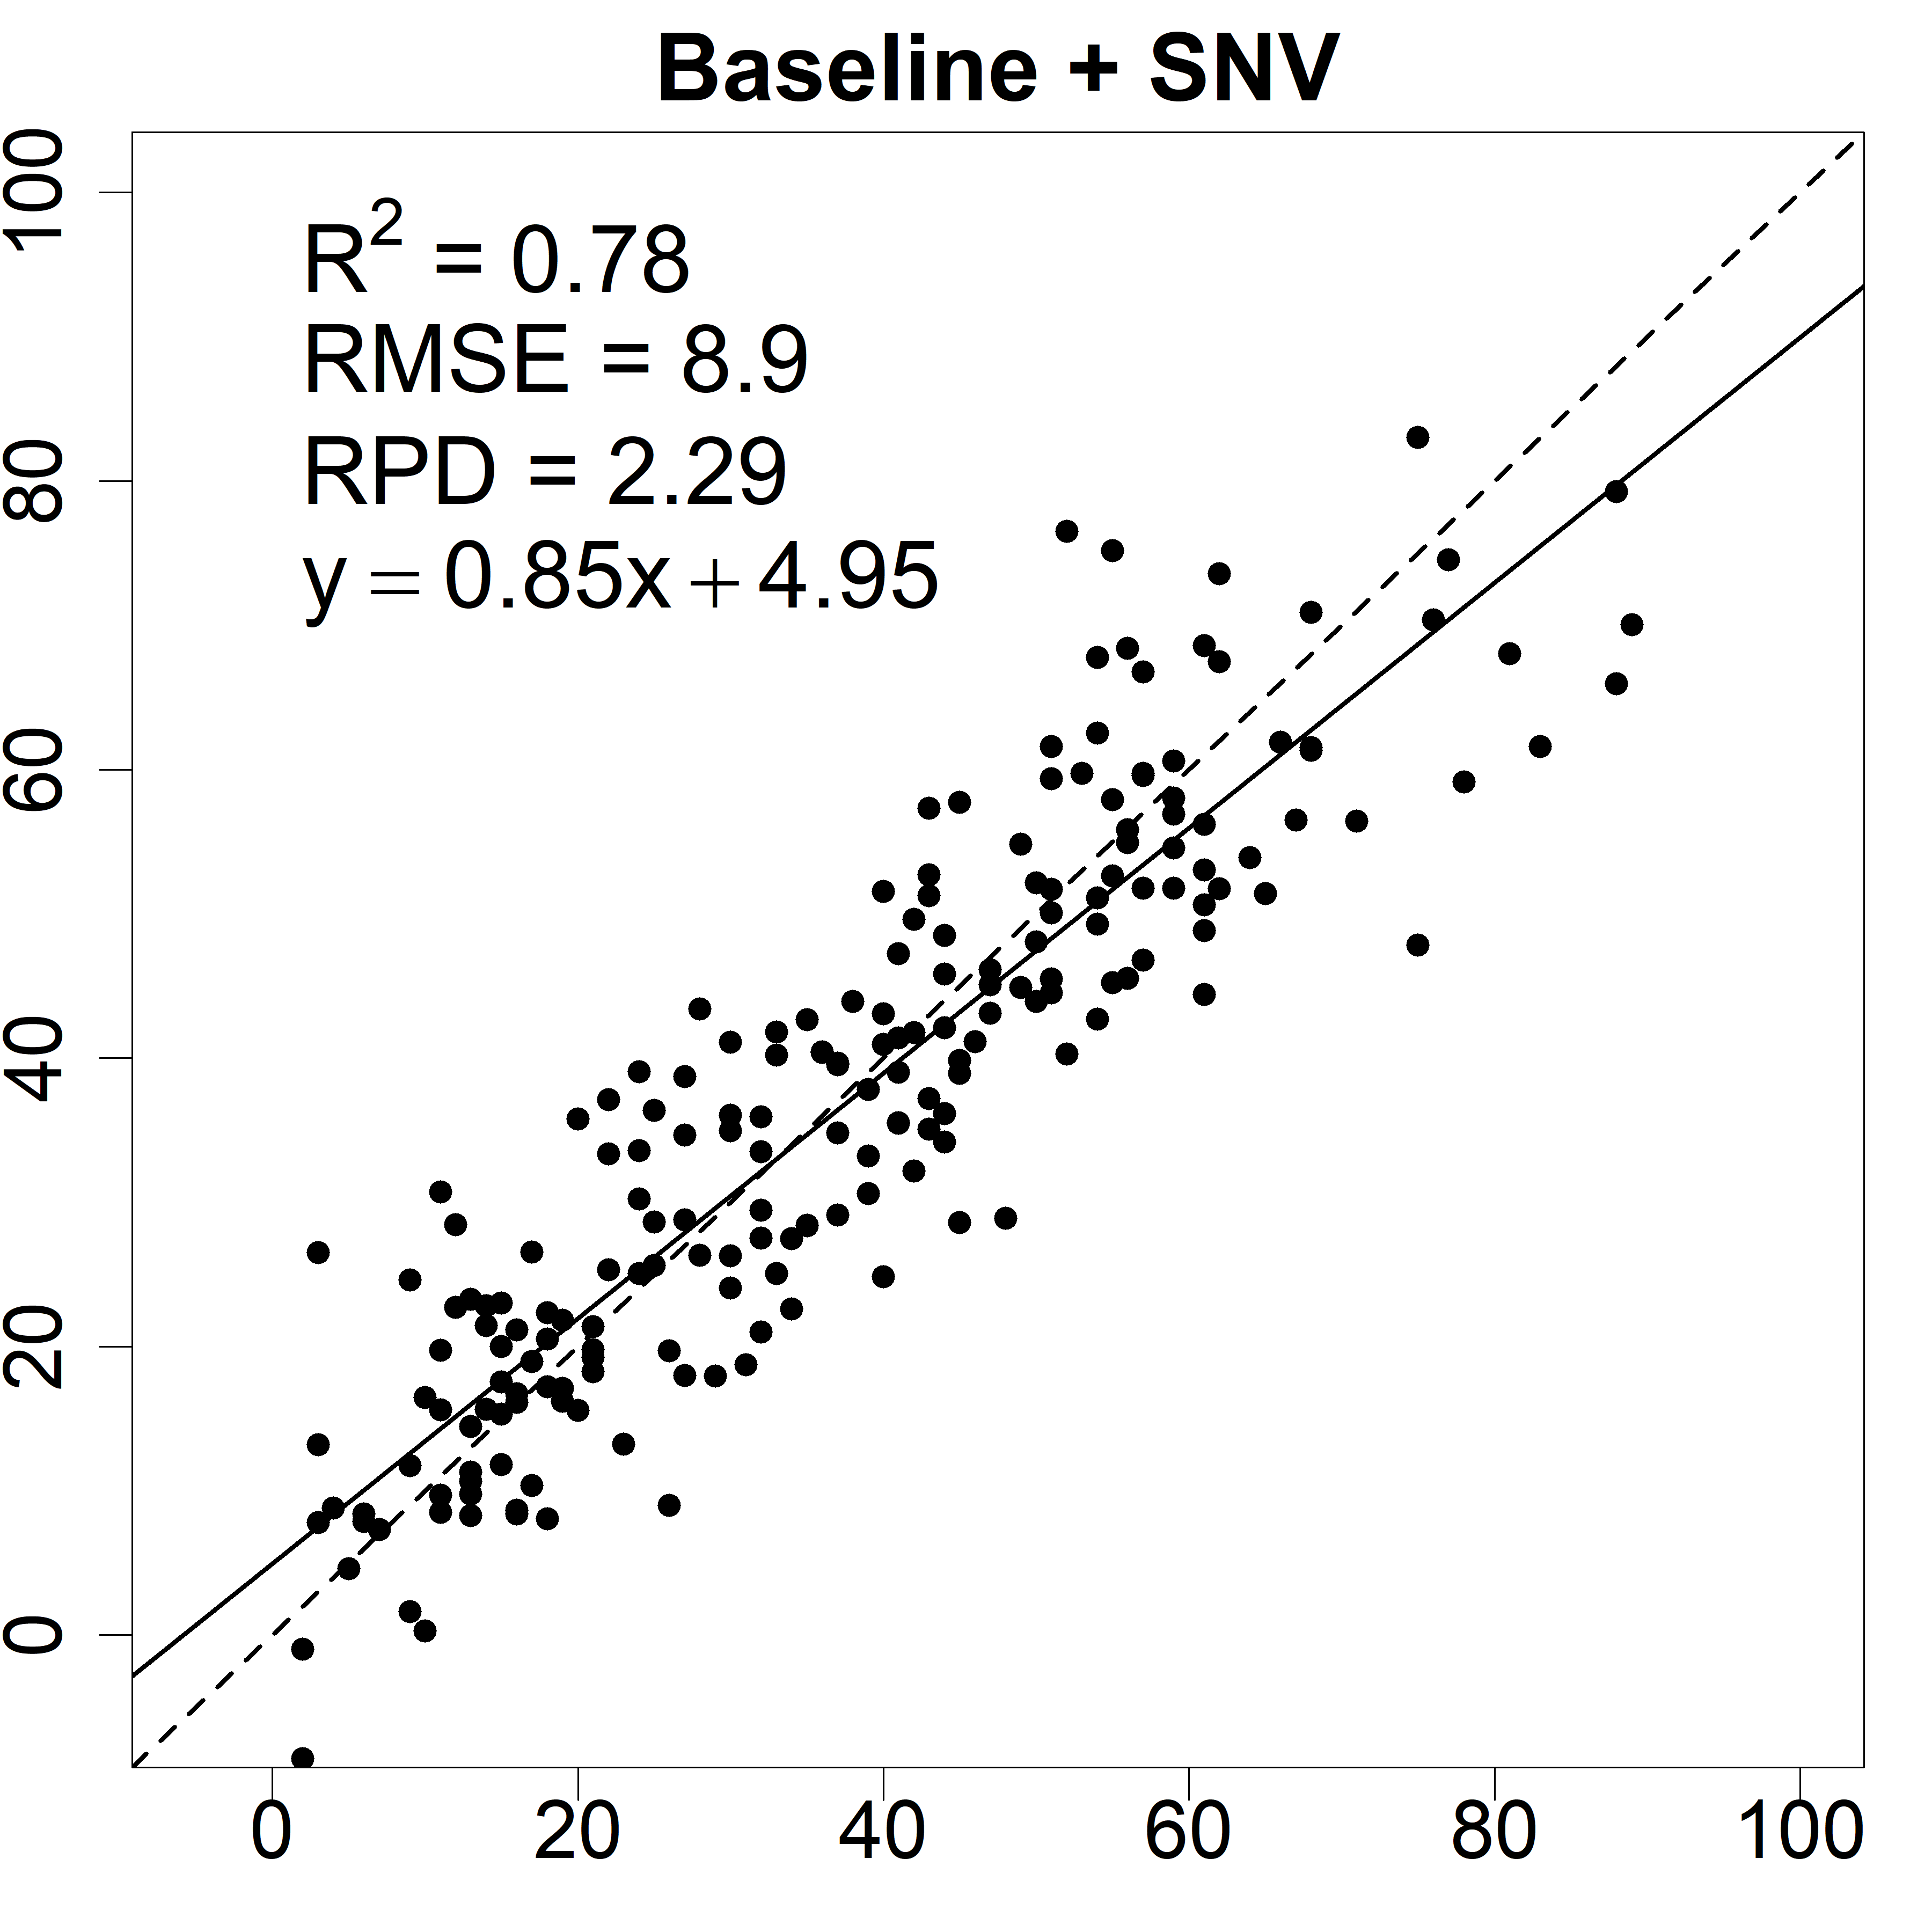 Baseline + SNV
R² = 0.78
RMSE = 8.9
RPD = 2.29
y = 0.85x + 4.95
100
80
60
40
20
0
0 20 40 60 80 100